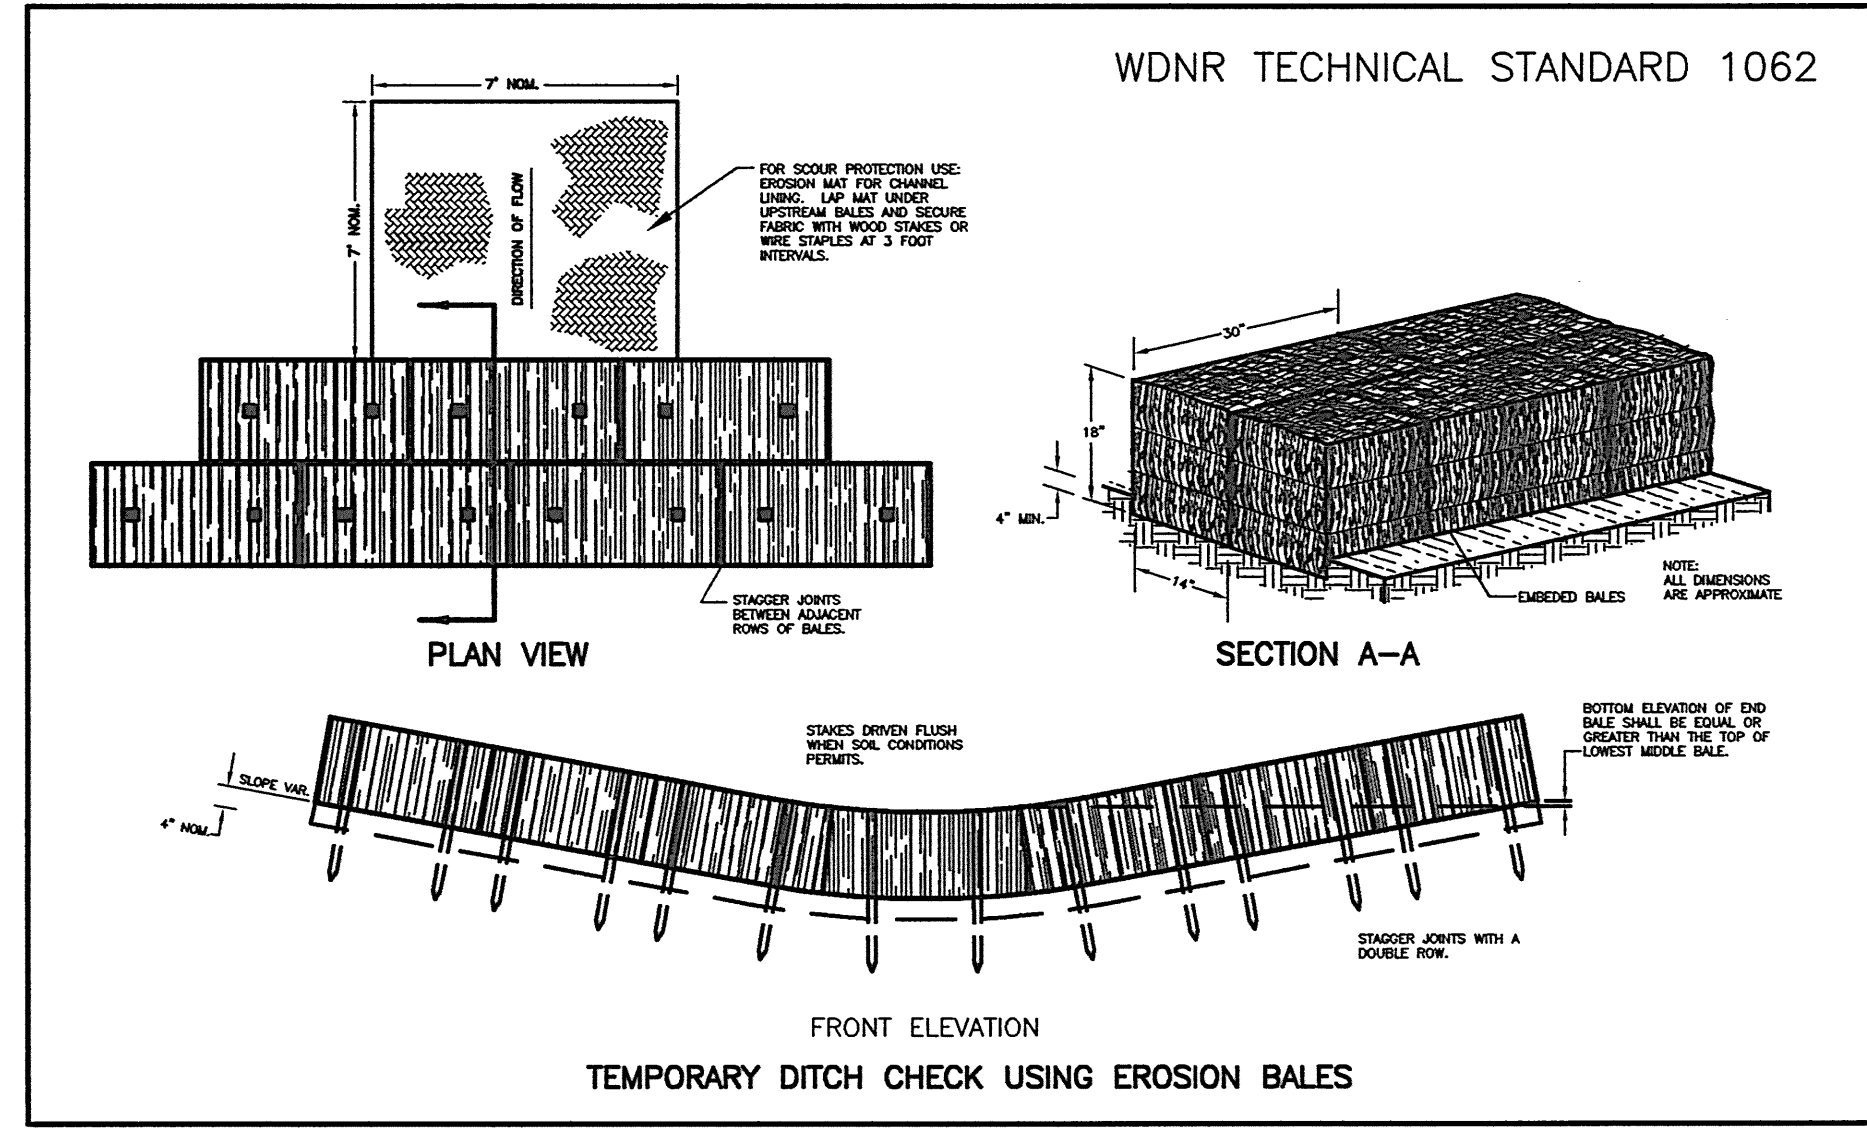 WDNR TECHNICAL STANDARD 1062
7' NOM.
7' NOM.
DIRECTION OF FLOW
FOR SCOUR PROTECTION USE:
EROSION MAT FOR CHANNEL
LINING. LAP MAT UNDER
UPSTREAM BALES AND SECURE
FABRIC WITH WOOD STAKES OR
WIRE STAPLES AT 3 FOOT
INTERVALS.
STAGGER JOINTS
BETWEEN ADJACENT
ROWS OF BALES.
PLAN VIEW
30"
18"
4" MIN.
14"
EMBEDED BALES
NOTE:
ALL DIMENSIONS
ARE APPROXIMATE
SECTION A-A
STAKES DRIVEN FLUSH
WHEN SOIL CONDITIONS
PERMITS.
BOTTOM ELEVATION OF END
BALE SHALL BE EQUAL OR
GREATER THAN THE TOP OF
LOWEST MIDDLE BALE.
SLOPE VAR.
4" NOM.
STAGGER JOINTS WITH A
DOUBLE ROW.
FRONT ELEVATION
TEMPORARY DITCH CHECK USING EROSION BALES